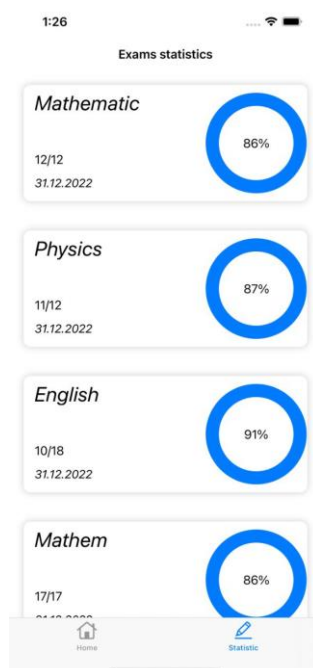 1:26
Exams statistics
Mathematic
86%
12/12
31.12.2022
Physics
87%
11/12
31.12.2022
English
91%
10/18
31.12.2022
Mathem
86%
17/17
Home
Statistic